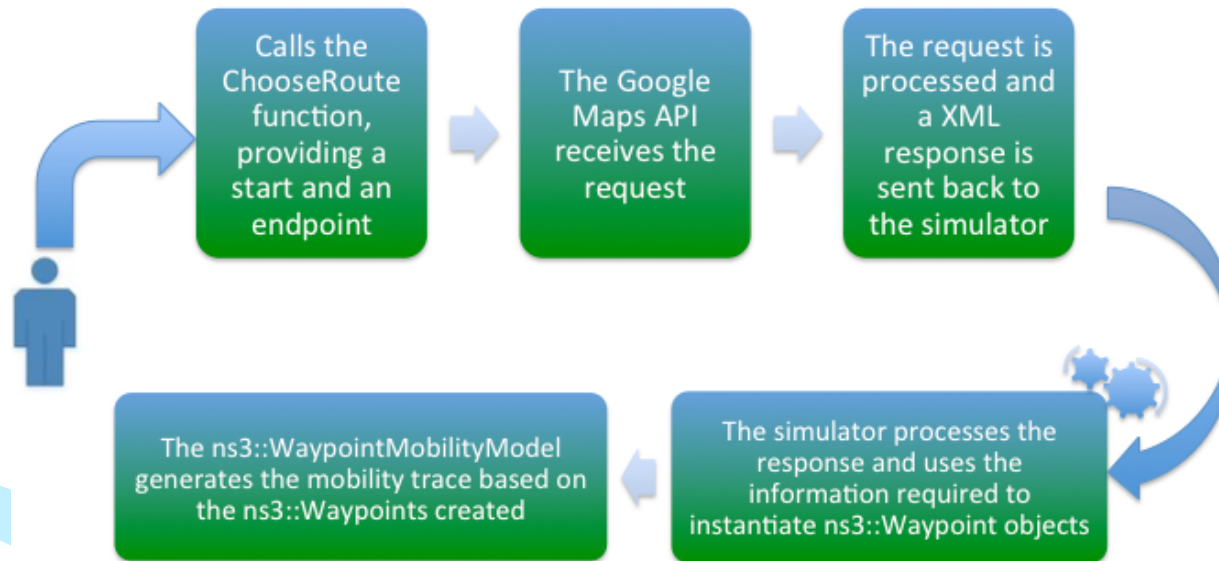 Calls the
ChooseRoute
function,
providing a
start and an
endpoint
The Google
Maps API
receives the
request
The request is
processed and
a XML
response is
sent back to
the simulator
The simulator processes the
response and uses the
information required to
instantiate ns3::Waypoint objects
The ns3::WaypointMobilityModel
generates the mobility trace based on
the ns3::Waypoints created